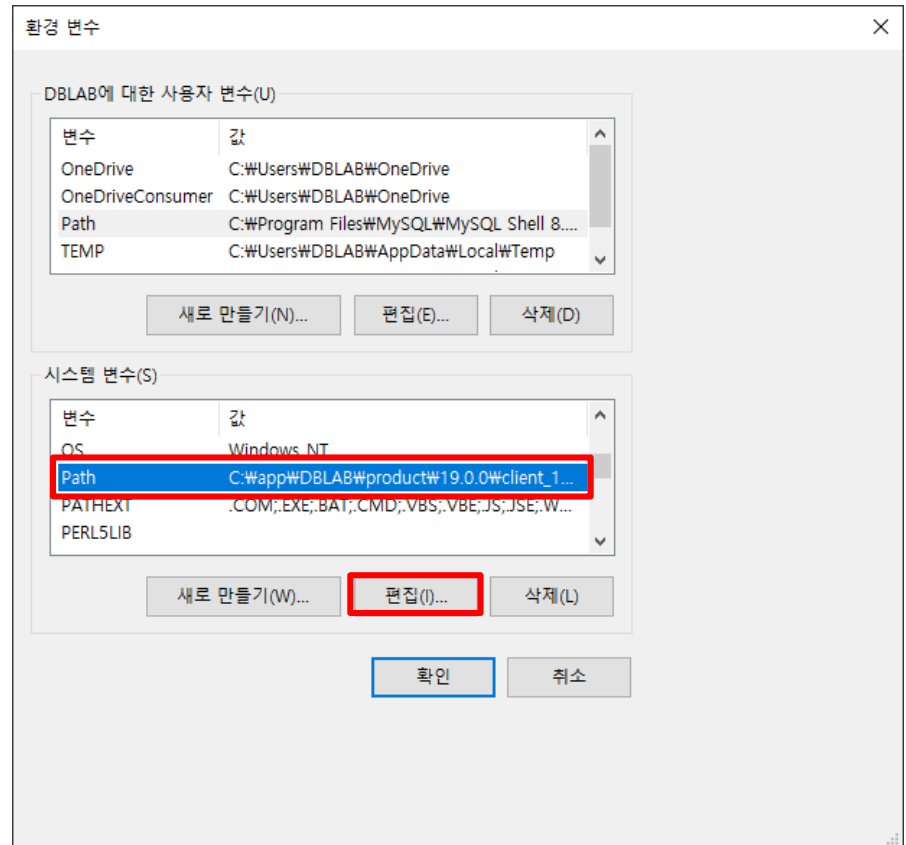 환경 변수
DBLAB에 대한 사용자 변수(U)
변수 값
OneDrive C:₩Users₩DBLAB₩OneDrive
OneDriveConsumer C:₩Users₩DBLAB₩OneDrive
Path C:₩Program Files₩MySQL₩MySQL Shell 8....
TEMP C:₩Users₩DBLAB₩AppData₩Local₩Temp
새로 만들기(N)... 편집(E)... 삭제(D)
시스템 변수(S)
변수 값
OS Windows_NT
Path C:₩app₩DBLAB₩product₩19.0.0₩client_1...
PATHEXT .COM;.EXE;.BAT;.CMD;.VBS;.VBE;.JS;.JSE;.W...
PERL5LIB
새로 만들기(W)... 편집(I)... 삭제(L)
확인 취소